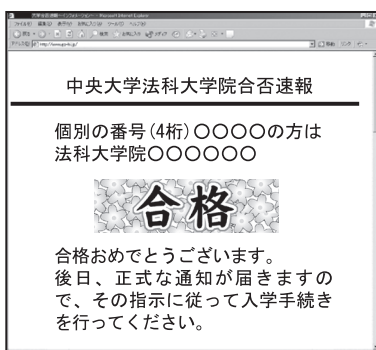 中央大学法科大学院合否速報
個別の番号(4桁)〇〇〇〇の方は
法科大学院〇〇〇〇〇〇
合格
合格おめでとうございます。
後日、正式な通知が届きますの
で、その指示に従って入学手続き
を行ってください。